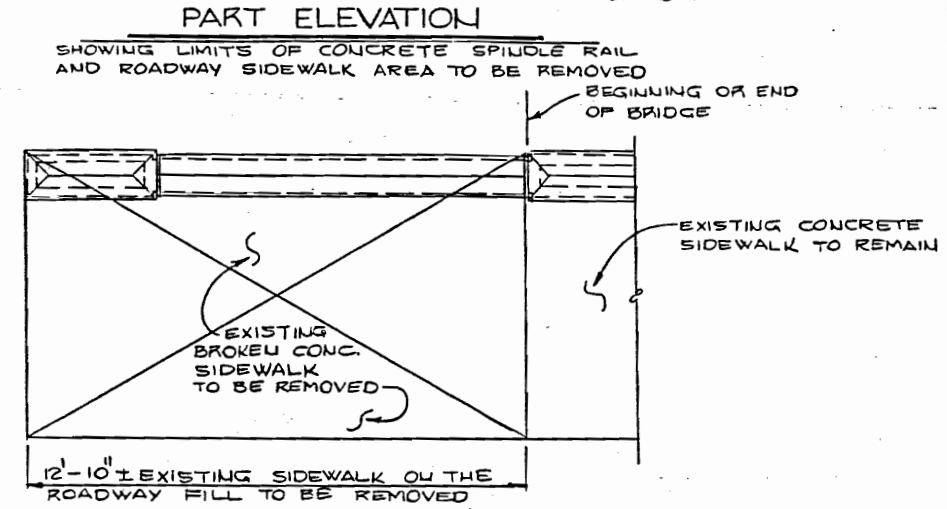 PART ELEVATION
SHOWING LIMITS OF CONCRETE SPINDLE RAIL
AND ROADWAY SIDEWALK AREA TO BE REMOVED
BEGINNING OR END
OF BRIDGE
EXISTING CONCRETE
SIDEWALK TO REMAIN
EXISTING
BROKEN CONC.
SIDEWALK
TO BE REMOVED
12'-10"± EXISTING SIDEWALK ON THE
ROADWAY FILL TO BE REMOVED